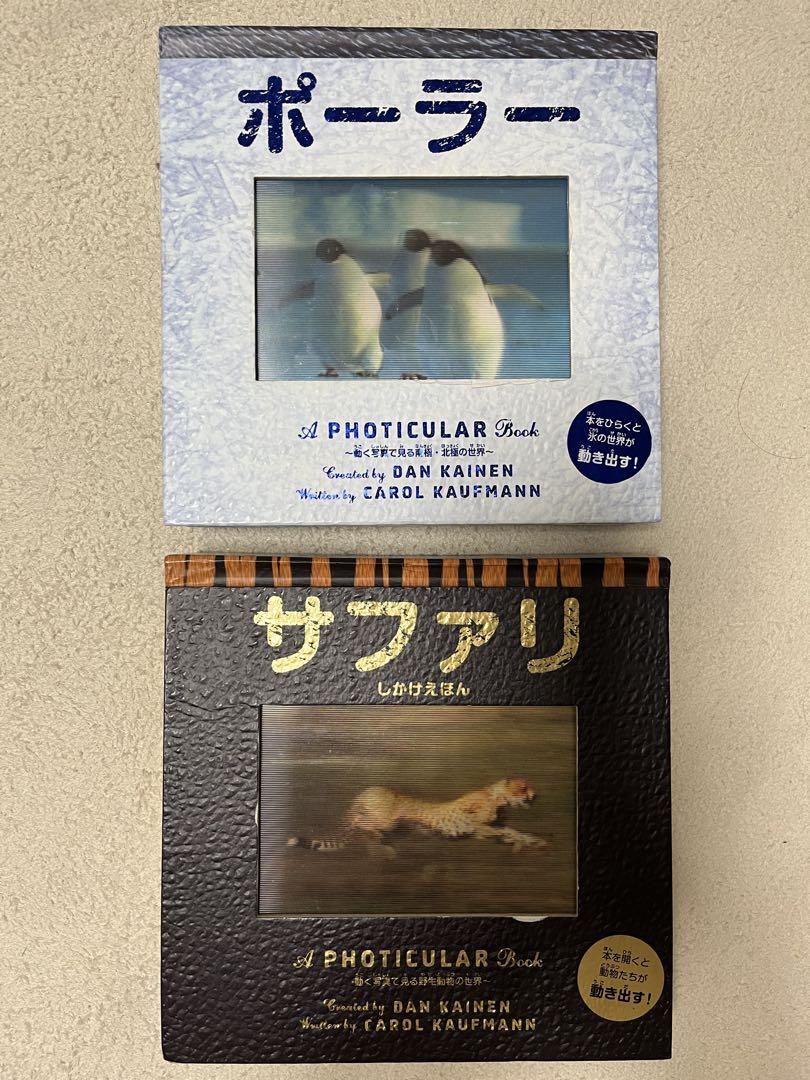 ポーラー
A PHOTICULAR Book
～動く写真で見る南極・北極の世界～
Created by DAN KAINEN
Written by CAROL KAUFMANN
本をひらくと
氷の世界が
動き出す!
サファリ
しかけえほん
A PHOTICULAR Book
～動く写真で見る野生動物の世界～
Created by DAN KAINEN
Written by CAROL KAUFMANN
本を開くと
動物たちが
動き出す!